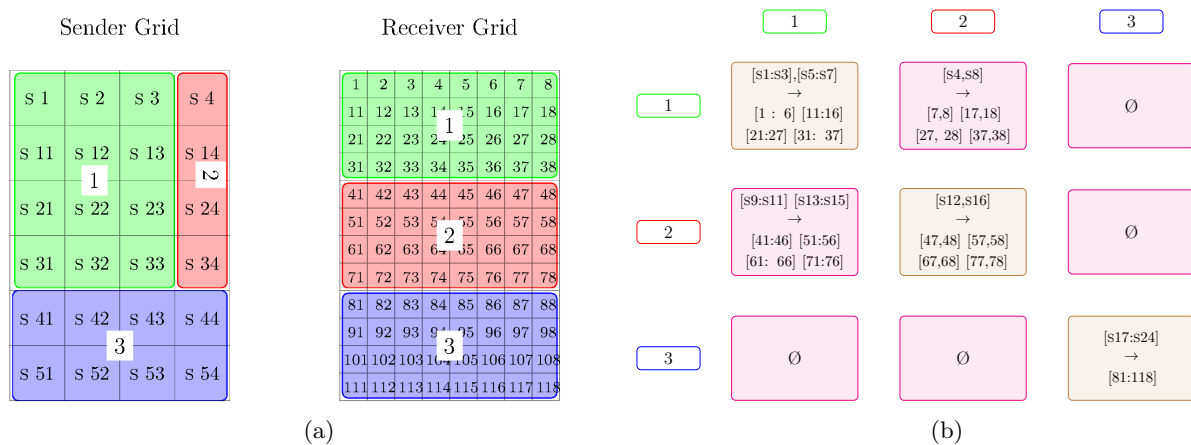 Sender Grid
S 1 S 2 S 3 S 4
S 11 S 12 S 13 S 14
1
2
S 21 S 22 S 23 S 24
S 31 S 32 S 33 S 34
S 41 S 42 S 43 S 44
3
S 51 S 52 S 53 S 54
Receiver Grid
1 2 3 4 5 6 7 8
11 12 13 14 15 16 17 18
1
21 22 23 24 25 26 27 28
31 32 33 34 35 36 37 38
41 42 43 44 45 46 47 48
51 52 53 54 55 56 57 58
2
61 62 63 64 65 66 67 68
71 72 73 74 75 76 77 78
81 82 83 84 85 86 87 88
91 92 93 94 95 96 97 98
3
101 102 103 104 105 106 107 108
111 112 113 114 115 116 117 118
(a)
1 2 3
1
[S1:S3],[S5:S7]
→
[1 : 6] [11:16]
[21:27] [31: 37]
[S4,S8]
→
[7,8] [17,18]
[27, 28] [37,38]
Ø
2
[S9:S11] [S13:S15]
→
[41:46] [51:56]
[61: 66] [71:76]
[S12,S16]
→
[47,48] [57,58]
[67,68] [77,78]
Ø
3
Ø
Ø
[S17:S24]
→
[81:118]
(b)